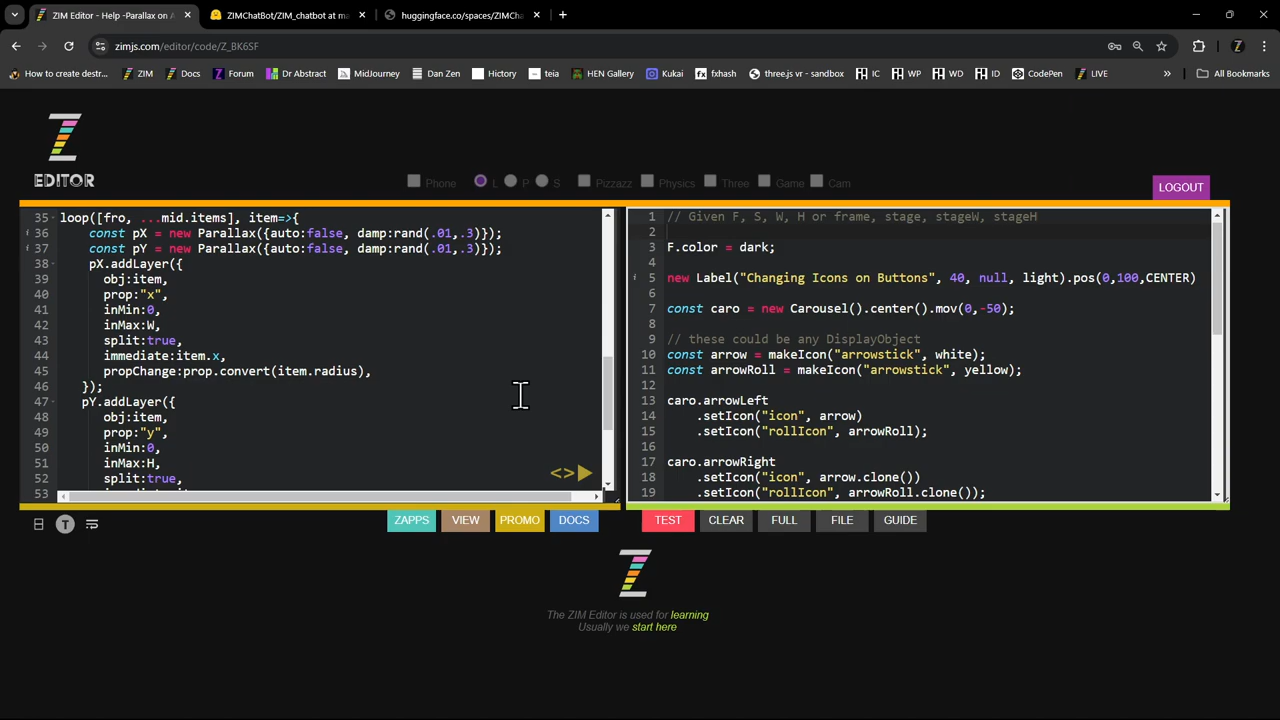 ZIM Editor - Help -Parallax on A
ZIMChatBot/ZIM_chatbot at ma
huggingface.co/spaces/ZIMCha
zimjs.com/editor/code/Z_BK6SF
How to create destr...
ZIM
Docs
Forum
Dr Abstract
MidJourney
Dan Zen
Hictory
teia
HEN Gallery
Kukai
fxhash
three.js vr - sandbox
IC
WP
WD
ID
CodePen
LIVE
»
All Bookmarks
EDITOR
Phone
L
P
S
Pizzazz
Physics
Three
Game
Cam
LOGOUT
35 loop([fro, ...mid.items], item=>{
36 const pX = new Parallax({auto:false, damp:rand(.01,.3)});
37 const pY = new Parallax({auto:false, damp:rand(.01,.3)});
38 pX.addLayer({
39 obj:item,
40 prop:"x",
41 inMin:0,
42 inMax:W,
43 split:true,
44 immediate:item.x,
45 propChange:prop.convert(item.radius),
46 });
47 pY.addLayer({
48 obj:item,
49 prop:"y",
50 inMin:0,
51 inMax:H,
52 split:true,
53
<>
1 // Given F, S, W, H or frame, stage, stageW, stageH
2
3 F.color = dark;
4
5 new Label("Changing Icons on Buttons", 40, null, light).pos(0,100,CENTER)
6
7 const caro = new Carousel().center().mov(0,-50);
8
9 // these could be any DisplayObject
10 const arrow = makeIcon("arrowstick", white);
11 const arrowRoll = makeIcon("arrowstick", yellow);
12
13 caro.arrowLeft
14 .setIcon("icon", arrow)
15 .setIcon("rollIcon", arrowRoll);
16
17 caro.arrowRight
18 .setIcon("icon", arrow.clone())
19 .setIcon("rollIcon", arrowRoll.clone());
T
ZAPPS
VIEW
PROMO
DOCS
TEST
CLEAR
FULL
FILE
GUIDE
The ZIM Editor is used for learning
Usually we start here